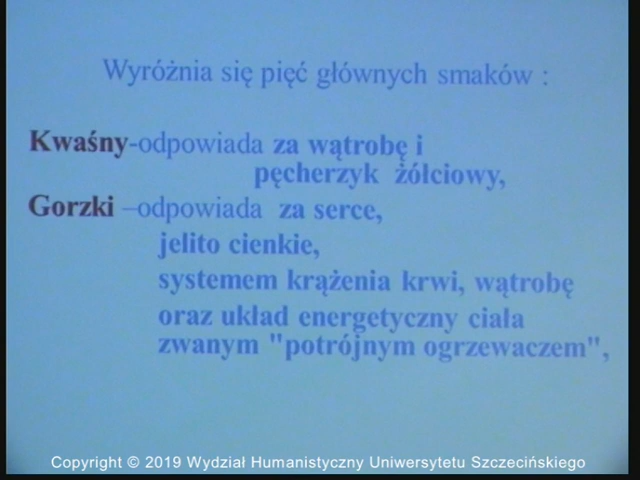 Wyróżnia się pięć głównych smaków :
Kwaśny-odpowiada za wątrobę i
pęcherzyk żółciowy,
Gorzki –odpowiada za serce,
jelito cienkie,
systemem krążenia krwi, wątrobę
oraz układ energetyczny ciała
zwanym "potrójnym ogrzewaczem",
Copyright © 2019 Wydział Humanistyczny Uniwersytetu Szczecińskiego